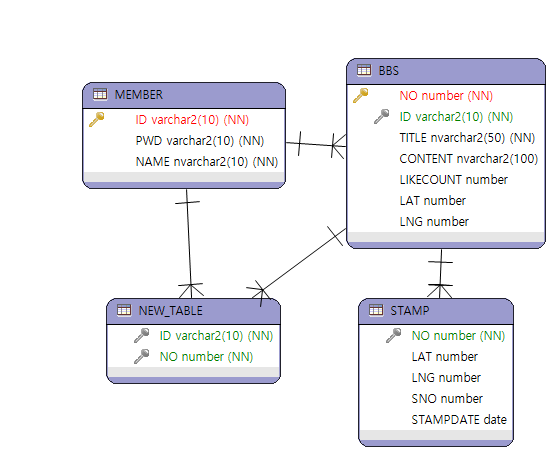 MEMBER
ID varchar2(10) (NN)
PWD varchar2(10) (NN)
NAME nvarchar2(10) (NN)
BBS
NO number (NN)
ID varchar2(10) (NN)
TITLE nvarchar2(50) (NN)
CONTENT nvarchar2(100)
LIKECOUNT number
LAT number
LNG number
NEW_TABLE
ID varchar2(10) (NN)
NO number (NN)
STAMP
NO number (NN)
LAT number
LNG number
SNO number
STAMPDATE date